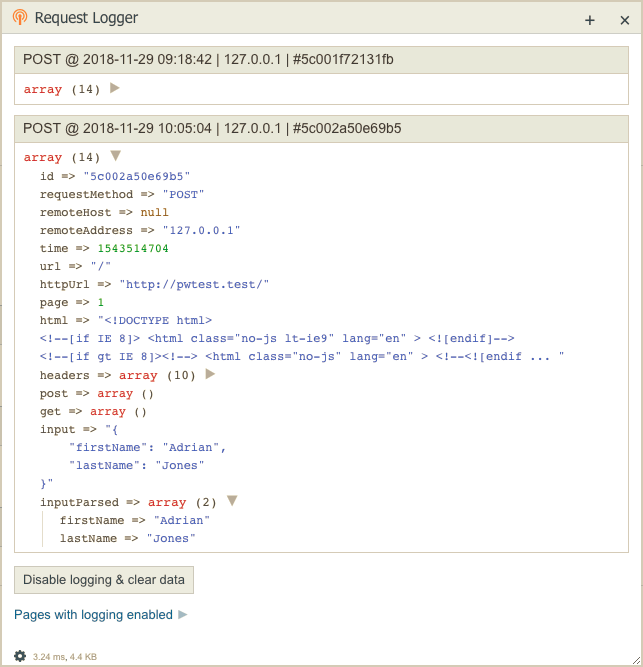 Request Logger
+ ×
POST @ 2018-11-29 09:18:42 | 127.0.0.1 | #5c001f72131fb
array (14) ▶
POST @ 2018-11-29 10:05:04 | 127.0.0.1 | #5c002a50e69b5
array (14) ▼
id => "5c002a50e69b5"
requestMethod => "POST"
remoteHost => null
remoteAddress => "127.0.0.1"
time => 1543514704
url => "/"
httpUrl => "http://pwtest.test/"
page => 1
html => "<!DOCTYPE html>
<!--[if IE 8]> <html class="no-js lt-ie9" lang="en" > <![endif]-->
<!--[if gt IE 8]><!--> <html class="no-js" lang="en" > <!--<![endif ... "
headers => array (10) ▶
post => array ()
get => array ()
input => "{
"firstName": "Adrian",
"lastName": "Jones"
}"
inputParsed => array (2) ▼
firstName => "Adrian"
lastName => "Jones"
Disable logging & clear data
Pages with logging enabled ▶
3.24 ms, 4.4 KB